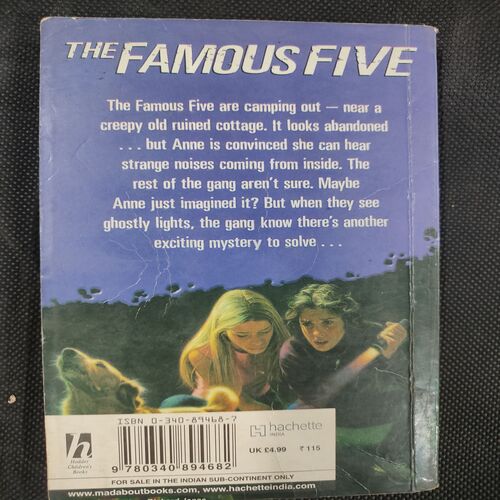 THE FAMOUS FIVE
The Famous Five are camping out — near a
creepy old ruined cottage. It looks abandoned
. . . but Anne is convinced she can hear
strange noises coming from inside. The
rest of the gang aren't sure. Maybe
Anne just imagined it? But when they see
ghostly lights, the gang know there's another
exciting mystery to solve . . .
ISBN 0-340-89468-7
9 780340 894682
h
Hodder
Children's
Books
hachette
INDIA
UK £4.99 ₹ 115
FOR SALE IN THE INDIAN SUB-CONTINENT ONLY
www.madaboutbooks.com, www.hachetteindia.com